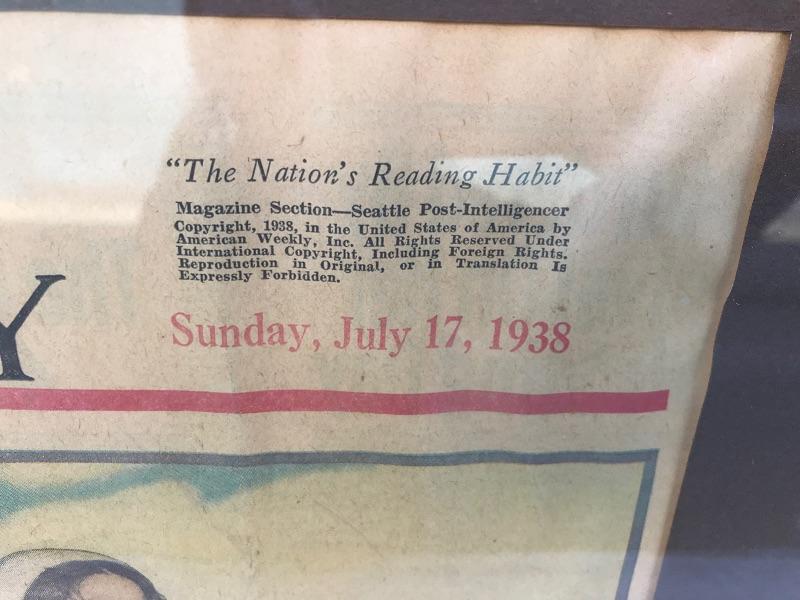 “The Nation's Reading Habit”
Magazine Section—Seattle Post-Intelligencer
Copyright, 1938, in the United States of America by
American Weekly, Inc. All Rights Reserved Under
International Copyright, Including Foreign Rights.
Reproduction in Original, or in Translation Is
Expressly Forbidden.
Y
Sunday, July 17, 1938